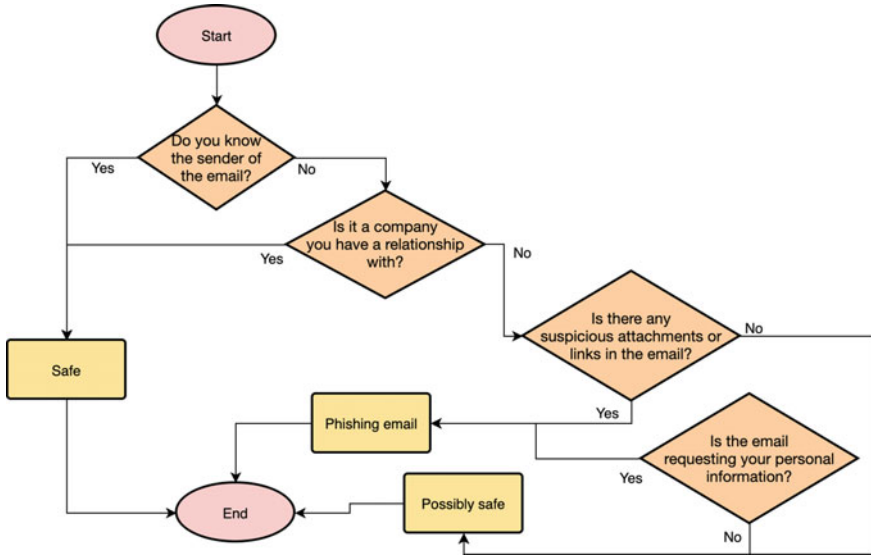 Start
Do you know
the sender of
the email?
Yes
No
Is it a company
you have a relationship
with?
Yes
No
Is there any
suspicious attachments or
links in the email?
No
Safe
Yes
Phishing email
Is the email
requesting your personal
information?
Yes
Possibly safe
End
No